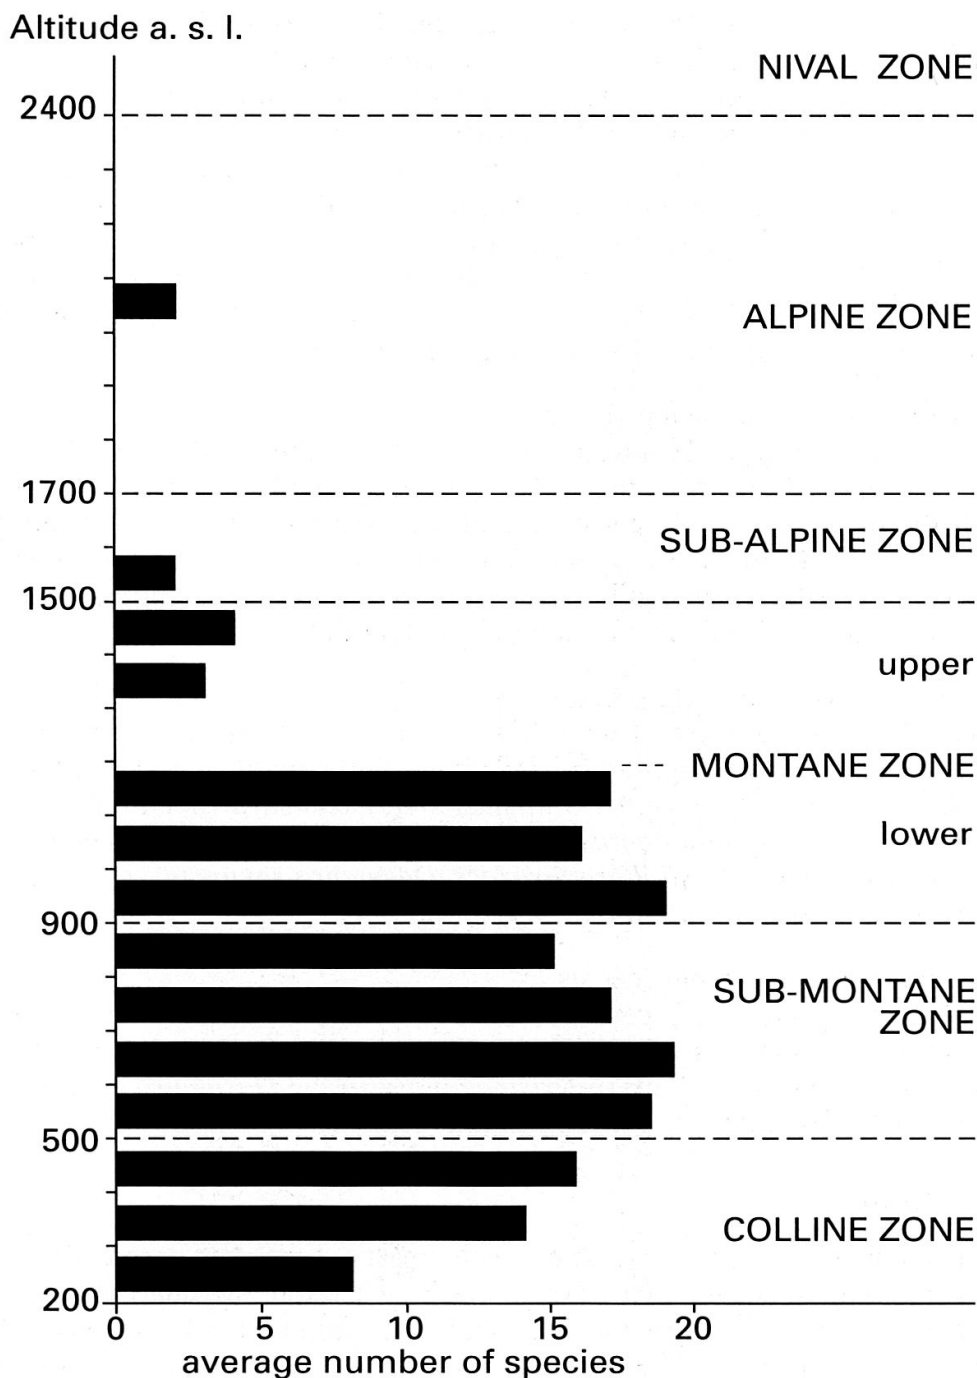 Altitude a. s. l.
NIVAL ZONE
2400
ALPINE ZONE
1700
SUB-ALPINE ZONE
1500
upper
MONTANE ZONE
lower
900
SUB-MONTANE
ZONE
500
COLLINE ZONE
200
0 5 10 15 20
average number of species